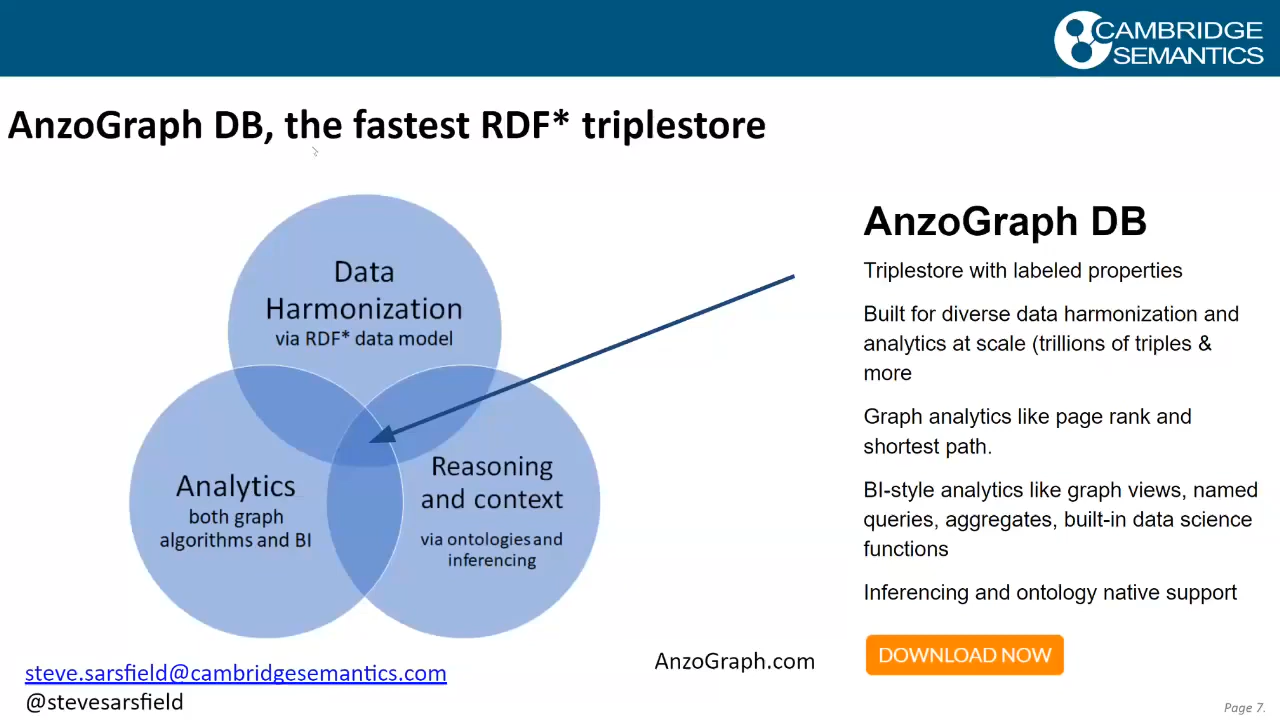 CAMBRIDGE
SEMANTICS
AnzoGraph DB, the fastest RDF* triplestore
Data
Harmonization
via RDF* data model
Analytics
both graph
algorithms and BI
Reasoning
and context
via ontologies and
inferencing
AnzoGraph DB
Triplestore with labeled properties
Built for diverse data harmonization and
analytics at scale (trillions of triples &
more
Graph analytics like page rank and
shortest path.
BI-style analytics like graph views, named
queries, aggregates, built-in data science
functions
Inferencing and ontology native support
DOWNLOAD NOW
AnzoGraph.com
steve.sarsfield@cambridgesemantics.com
@stevesarsfield
Page 7.